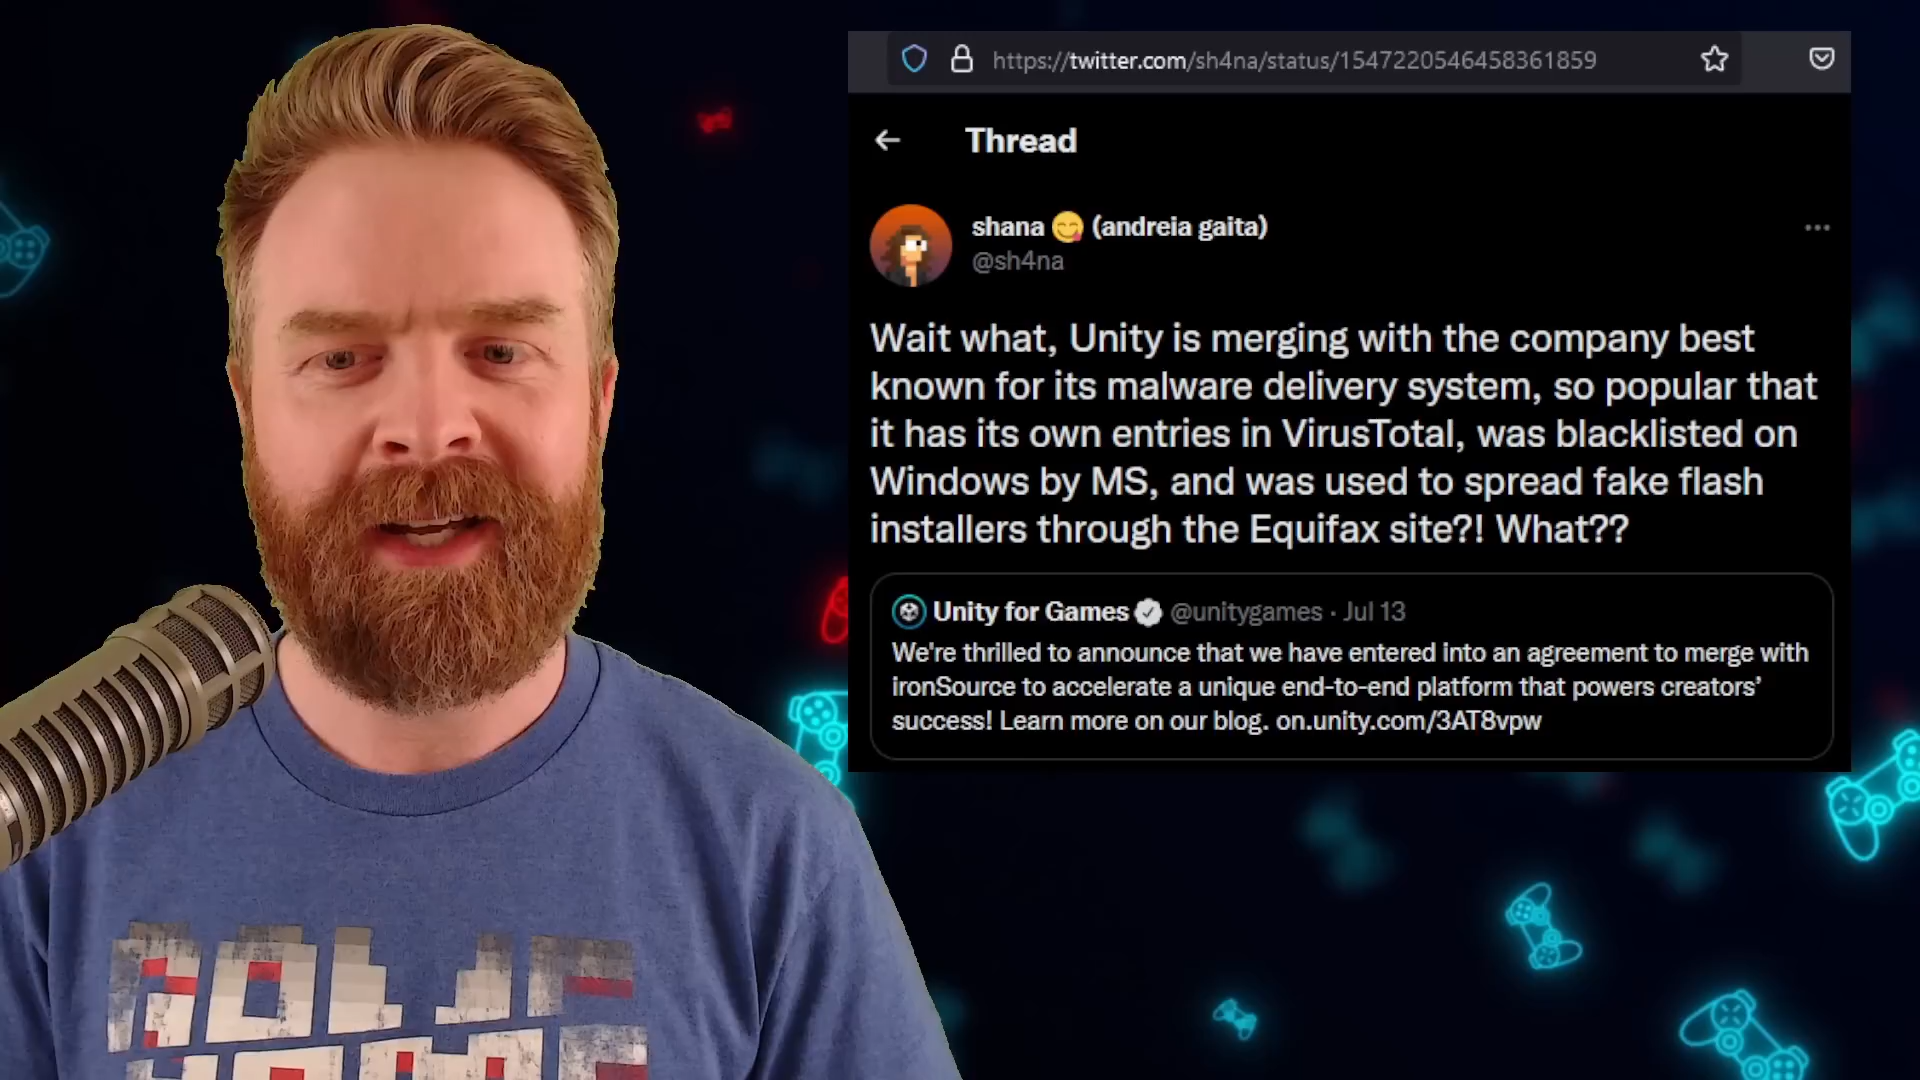 https://twitter.com/sh4na/status/1547220546458361859
Thread
shana 😋 (andreia gaita)
@sh4na
Wait what, Unity is merging with the company best
known for its malware delivery system, so popular that
it has its own entries in VirusTotal, was blacklisted on
Windows by MS, and was used to spread fake flash
installers through the Equifax site?! What??
Unity for Games @unitygames · Jul 13
We're thrilled to announce that we have entered into an agreement to merge with
ironSource to accelerate a unique end-to-end platform that powers creators’
success! Learn more on our blog. on.unity.com/3AT8vpw